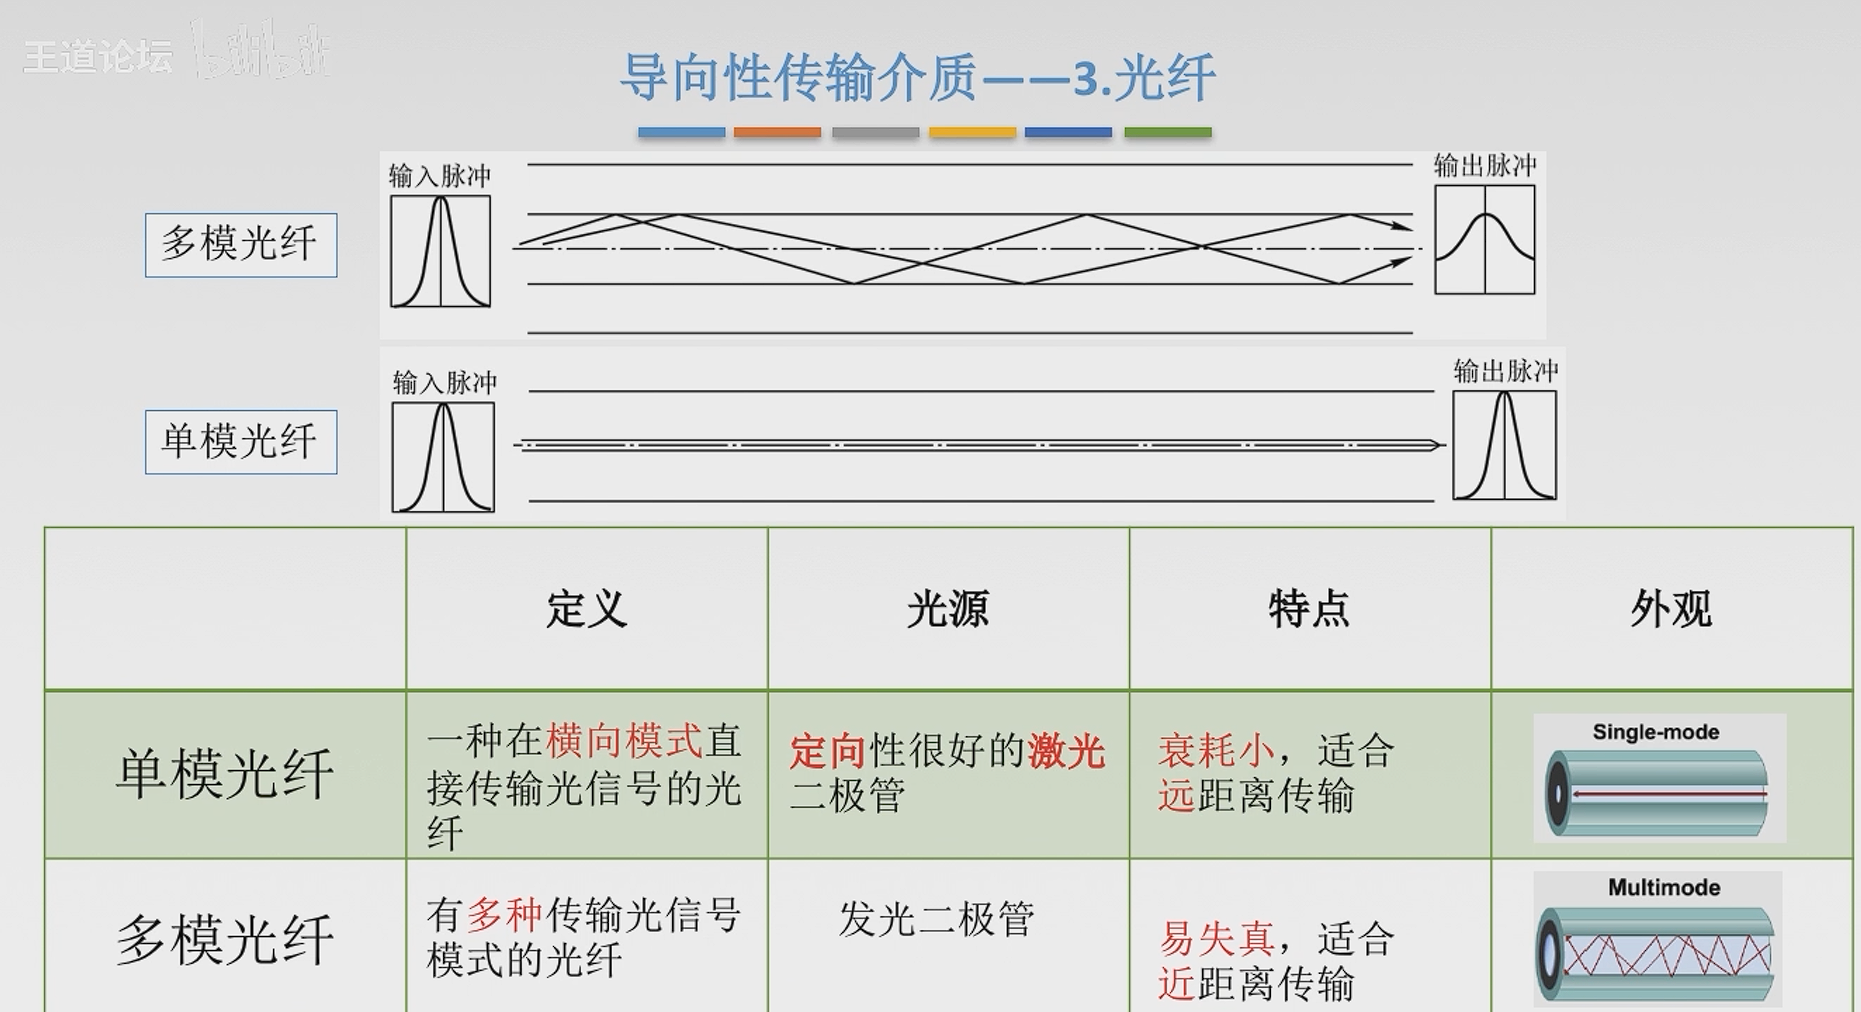 王道论坛 bilibili
导向性传输介质——3.光纤
输入脉冲
输出脉冲
多模光纤
输入脉冲
输出脉冲
单模光纤
定义
光源
特点
外观
单模光纤
一种在横向模式直
接传输光信号的光
纤
定向性很好的激光
二极管
衰耗小，适合
远距离传输
Single-mode
多模光纤
有多种传输光信号
模式的光纤
发光二极管
易失真，适合
近距离传输
Multimode